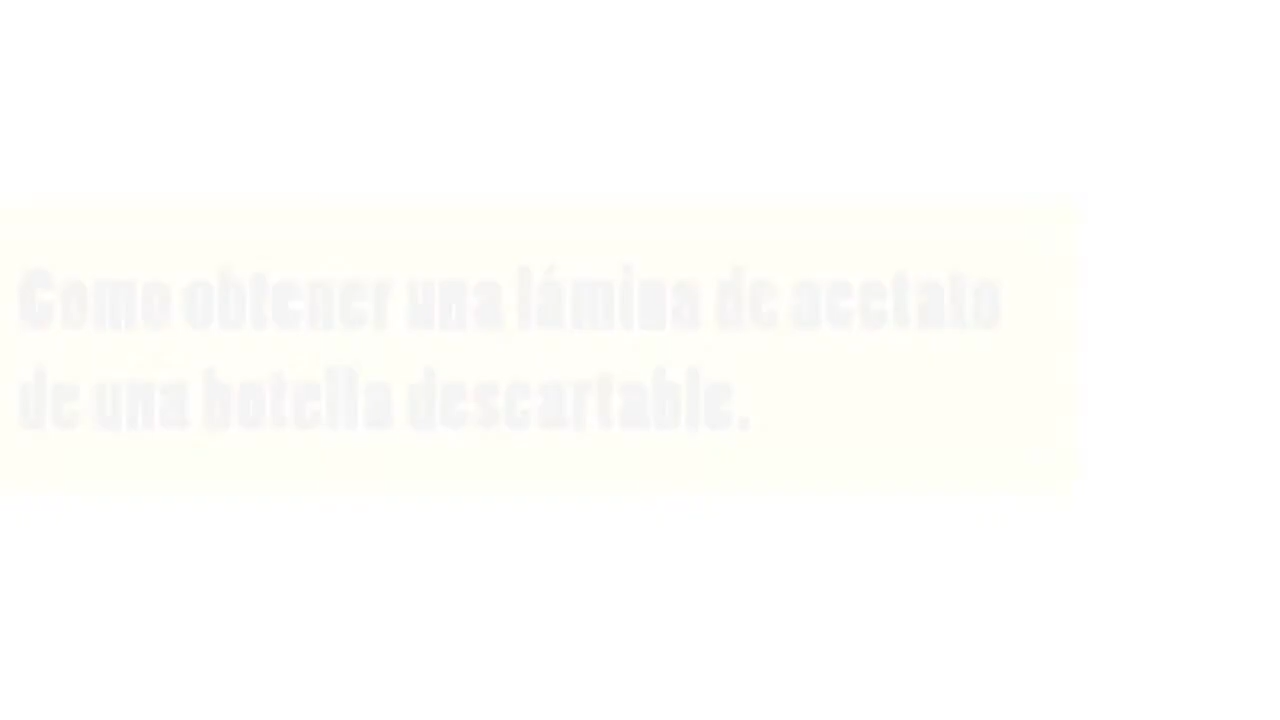 Como obtener una lámina de acetato
de una botella descartable.